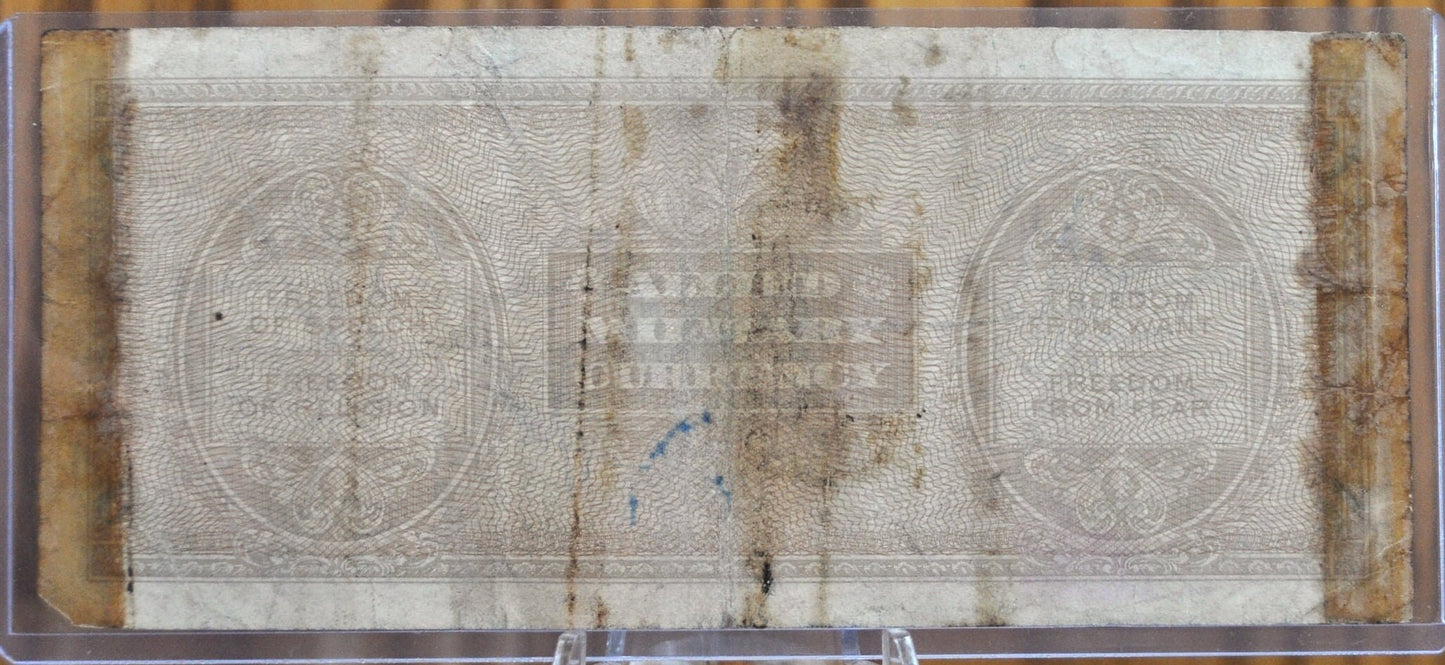 FREEDOM
OF SPEECH
FREEDOM
OF RELIGION
ALLIED
MILITARY
CURRENCY
FREEDOM
FROM WANT
FREEDOM
FROM FEAR